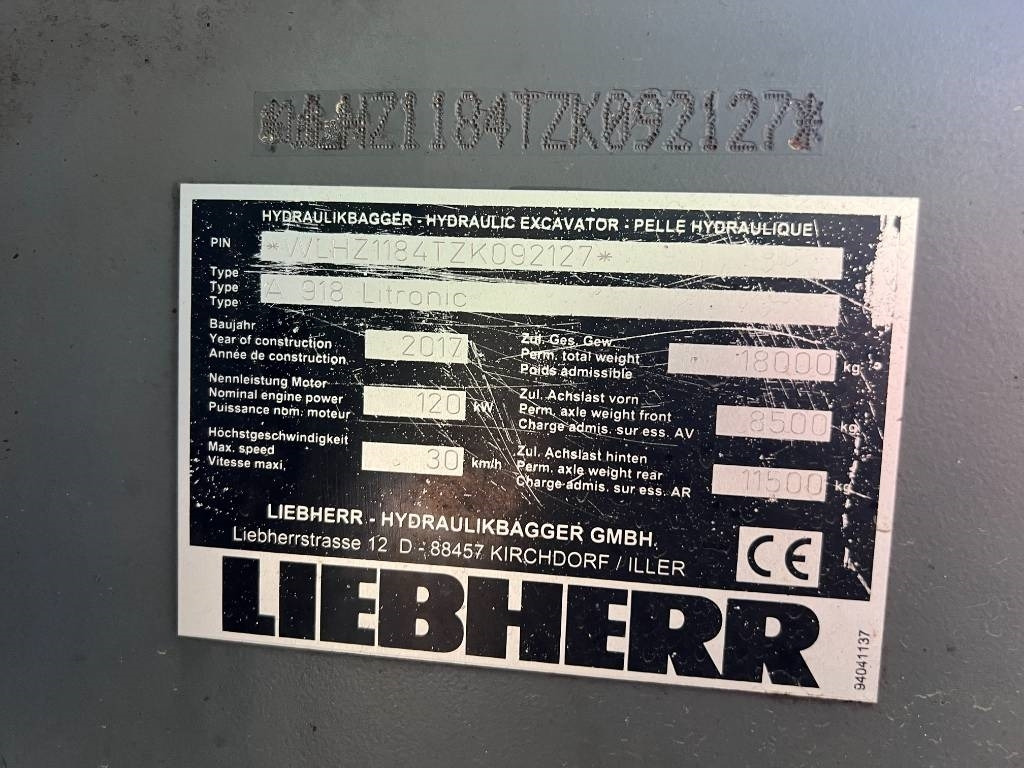 *WLHZ1184TZK092127*
HYDRAULIKBAGGER - HYDRAULIC EXCAVATOR - PELLE HYDRAULIQUE
PIN *WLHZ1184TZK092127*
Type
Type A 918 Litronic
Type
Baujahr
Year of construction 2017
Année de construction
Zul. Ges. Gew.
Perm. total weight 18000 kg
Poids admissible
Nennleistung Motor
Nominal engine power 120 kW
Puissance nom. moteur
Zul. Achslast vorn
Perm. axle weight front 8500 kg
Charge admis. sur ess. AV
Höchstgeschwindigkeit
Max. speed 30 km/h
Vitesse maxi.
Zul. Achslast hinten
Perm. axle weight rear 11500 kg
Charge admis. sur ess. AR
LIEBHERR - HYDRAULIKBAGGER GMBH.
Liebherrstrasse 12 D - 88457 KIRCHDORF / ILLER
CE
LIEBHERR
94041137